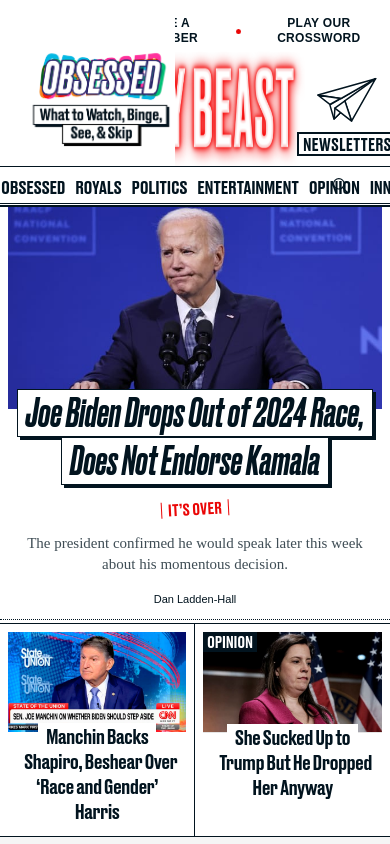 E A
BER
PLAY OUR
CROSSWORD
OBSESSED
What to Watch, Binge,
See, & Skip
Y BEAST
NEWSLETTERS
OBSESSED ROYALS POLITICS ENTERTAINMENT OPINION INN
NAACP
NATIONAL
CONVENTION
NAACP
NATIONAL
CONVENTION
N
Joe Biden Drops Out of 2024 Race,
Does Not Endorse Kamala
IT'S OVER
The president confirmed he would speak later this week
about his momentous decision.
Dan Ladden-Hall
State of the
UNION
State of the
UNION
STATE OF THE UNION
LIVE
SEN. JOE MANCHIN ON WHETHER BIDEN SHOULD STEP ASIDE
CNN
Manchin Backs
Shapiro, Beshear Over
‘Race and Gender’
Harris
OPINION
She Sucked Up to
Trump But He Dropped
Her Anyway